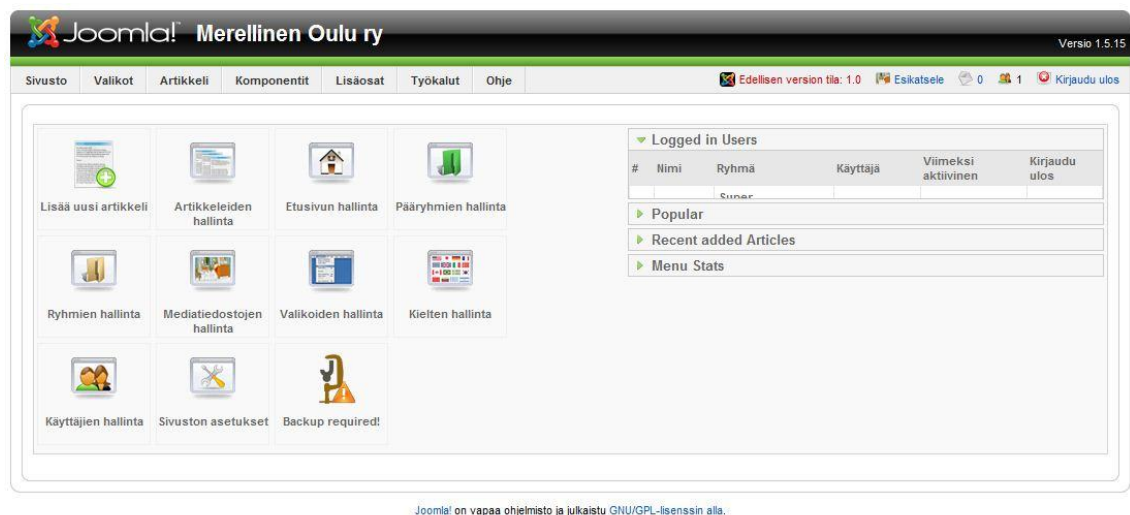 Joomla! Merellinen Oulu ry
Versio 1.5.15
Sivusto Valikot Artikkeli Komponentit Lisäosat Työkalut Ohje Edellisen version tila: 1.0 Esikatsele 0 1 Kirjaudu ulos
Lisää uusi artikkeli
Artikkeleiden
hallinta
Etusivun hallinta
Pääryhmien hallinta
Ryhmien hallinta
Mediatiedostojen
hallinta
Valikoiden hallinta
Kielten hallinta
Käyttäjien hallinta
Sivuston asetukset
Backup required!
Logged in Users
# Nimi Ryhmä Käyttäjä Viimeksi aktiivinen Kirjaudu ulos
Super
Popular
Recent added Articles
Menu Stats
Joomla! on vapaa ohjelmisto ja julkaistu GNU/GPL-lisenssin alla.